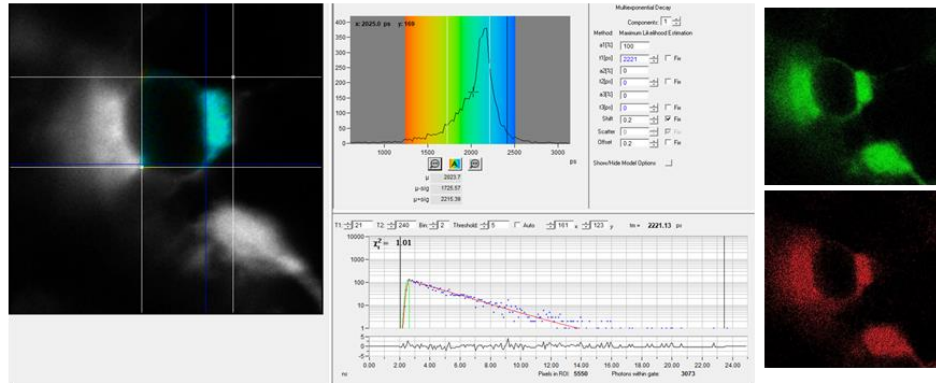 x: 2025.0 ps y: 169
400
350
300
250
200
150
100
50
0
1000 1500 2000 2500 3000
ps
μ 2023.7
μ-sig 1725.57
μ+sig 2215.39
Multiexponential Decay
Components: 1
Method Maximum Likelihood Estimation
a1[%] 100
t1[ps] 2221 Fix
a2[%] 0
t2[ps] 0 Fix
a3[%] 0
t3[ps] 0 Fix
Shift 0.2 Fix
Scatter 0 Fix
Offset 0.2 Fix
Show/Hide Model Options
T1: 21 T2: 240 Bin: 2 Threshold: 5 Auto 161 x 123 y tm = 2221.13 ps
10000
1000
100
10
1
χ²r = 1.01
5
0
-5
0.00 2.00 4.00 6.00 8.00 10.00 12.00 14.00 16.00 18.00 20.00 22.00 24.00
ns Pixels in ROI: 5550 Photons within gate 3073